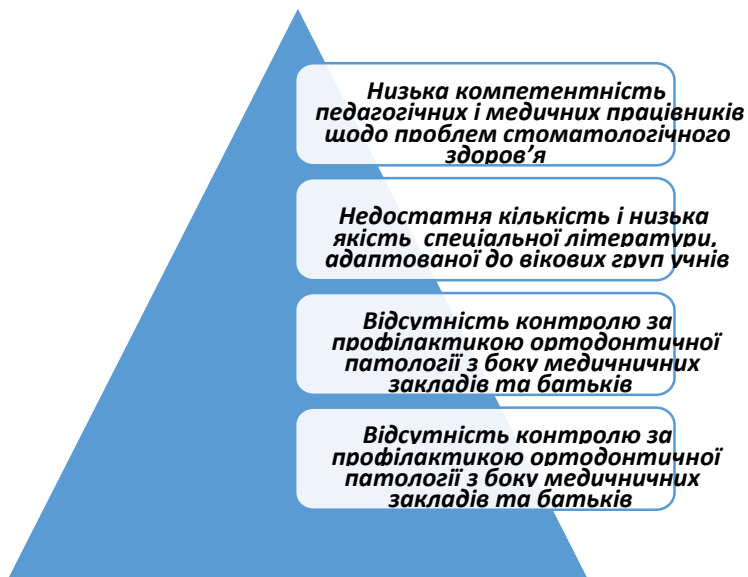 Низька компетентність
педагогічних і медичних працівників
щодо проблем стоматологічного
здоров’я
Недостатня кількість і низька
якість спеціальної літератури,
адаптованої до вікових груп учнів
Відсутність контролю за
профілактикою ортодонтичної
патології з боку медичничних
закладів та батьків
Відсутність контролю за
профілактикою ортодонтичної
патології з боку медичничних
закладів та батьків